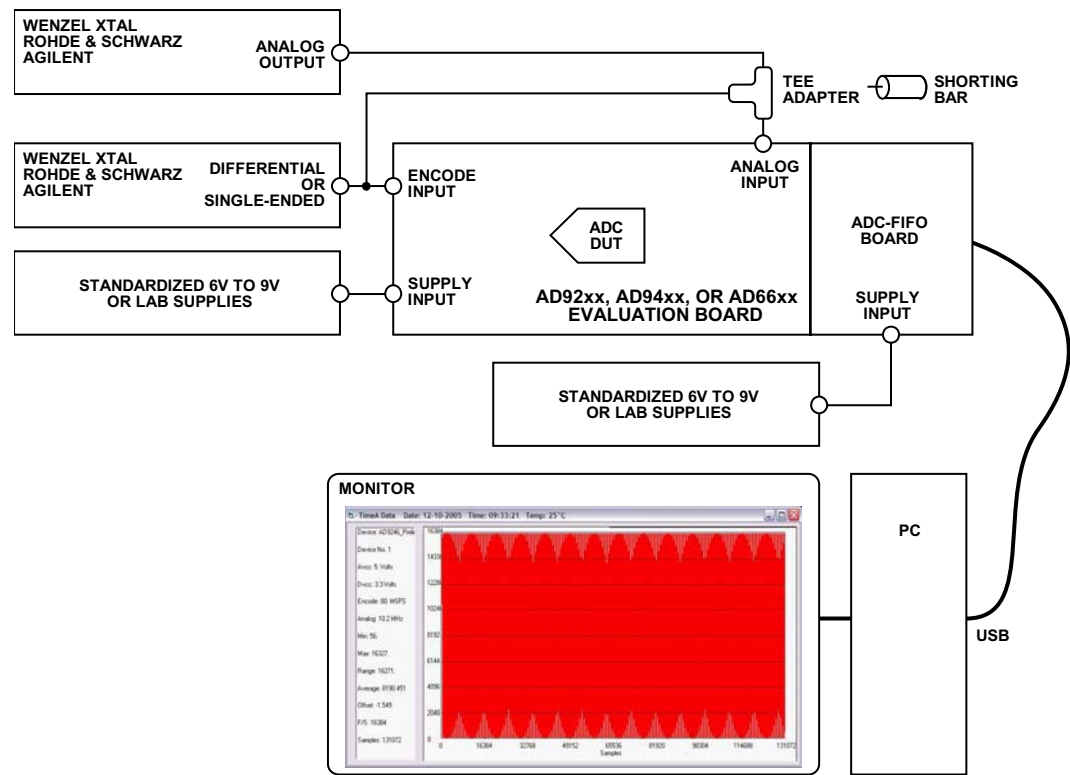 WENZEL XTAL
ROHDE & SCHWARZ
AGILENT
ANALOG
OUTPUT
TEE
ADAPTER
SHORTING
BAR
WENZEL XTAL
ROHDE & SCHWARZ
AGILENT
DIFFERENTIAL
OR
SINGLE-ENDED
ENCODE
INPUT
ANALOG
INPUT
ADC
DUT
ADC-FIFO
BOARD
STANDARDIZED 6V TO 9V
OR LAB SUPPLIES
SUPPLY
INPUT
AD92xx, AD94xx, OR AD66xx
EVALUATION BOARD
SUPPLY
INPUT
STANDARDIZED 6V TO 9V
OR LAB SUPPLIES
MONITOR
TimeA Data Date: 12-10-2005 Time: 09:33:21 Temp: 25°C
Device No. 1
Avcc: 5. Volts
Dvcc: 3.3 Volts
Encode: 80. MSPS
Analog: 10.2 MHz
Min: 56.
Max: 16327.
Range: 16271.
Average: 8190.451
Offset: -1.549
F/S: 16384
Samples: 131072
16384
8192
6144
4096
2048
0
0 16384 32768 49152 65536 81920 98304 114688 131072
Samples
PC
USB